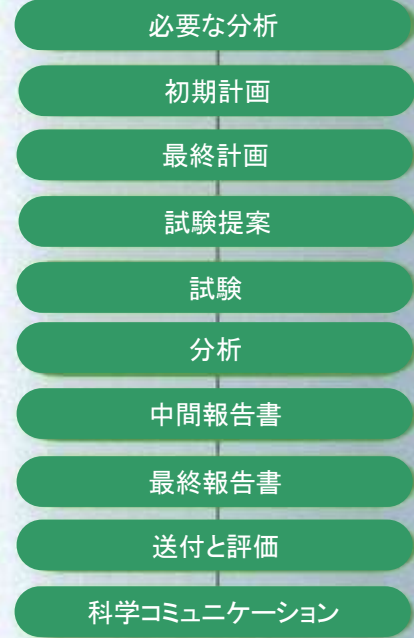 必要な分析
初期計画
最終計画
試験提案
試験
分析
中間報告書
最終報告書
送付と評価
科学コミュニケーション